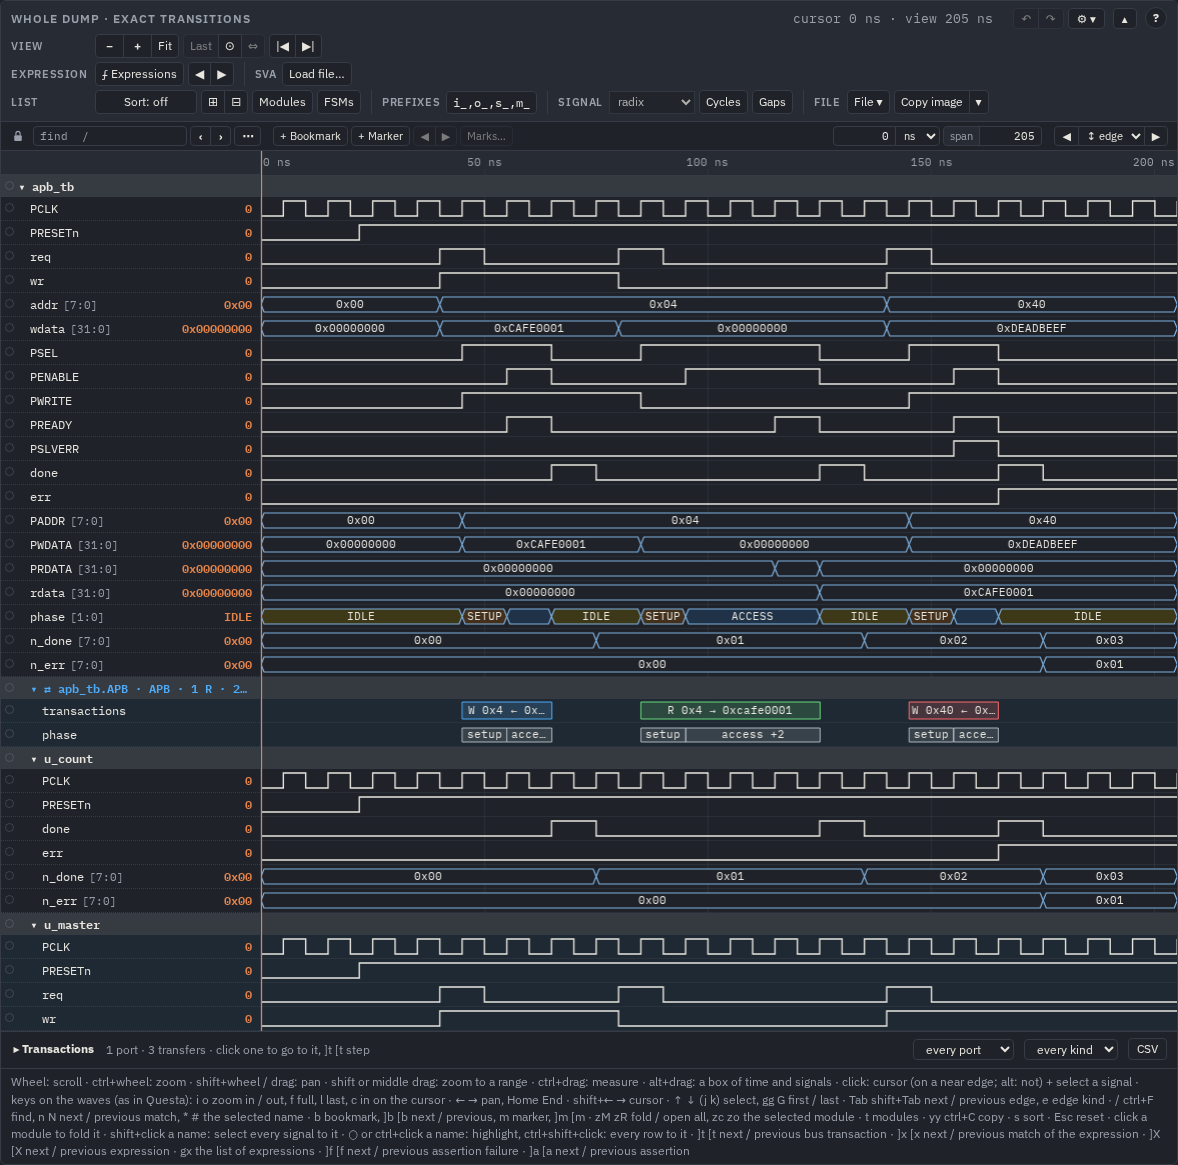 WHOLE DUMP · EXACT TRANSITIONS cursor 0 ns · view 205 ns ↶ ↷ ⚙ ▾ ▴ ?
VIEW − + Fit Last ⊙ ⇔ |◀ ▶|
EXPRESSION ⨍ Expressions ◀ ▶ SVA Load file…
LIST Sort: off ⊞ ⊟ Modules FSMs PREFIXES i_,o_,s_,m_ SIGNAL radix Cycles Gaps FILE File ▾ Copy image ▾
find / ‹ › ⋯ + Bookmark + Marker ◀ ▶ Marks… 0 ns span 205 ◀ ↕ edge ▶
0 ns 50 ns 100 ns 150 ns 200 ns
▾ apb_tb
PCLK 0
PRESETn 0
req 0
wr 0
addr [7:0] 0x00 0x00 0x04 0x40
wdata [31:0] 0x00000000 0x00000000 0xCAFE0001 0x00000000 0xDEADBEEF
PSEL 0
PENABLE 0
PWRITE 0
PREADY 0
PSLVERR 0
done 0
err 0
PADDR [7:0] 0x00 0x00 0x04 0x40
PWDATA [31:0] 0x00000000 0x00000000 0xCAFE0001 0x00000000 0xDEADBEEF
PRDATA [31:0] 0x00000000 0x00000000 0x00000000
rdata [31:0] 0x00000000 0x00000000 0xCAFE0001
phase [1:0] IDLE IDLE SETUP IDLE SETUP ACCESS IDLE SETUP IDLE
n_done [7:0] 0x00 0x00 0x01 0x02 0x03
n_err [7:0] 0x00 0x00 0x01
▾ ⇄ apb_tb.APB · APB · 1 R · 2…
transactions W 0x4 ← 0x… R 0x4 → 0xcafe0001 W 0x40 ← 0x…
phase setup acce… setup access +2 setup acce…
▾ u_count
PCLK 0
PRESETn 0
done 0
err 0
n_done [7:0] 0x00 0x00 0x01 0x02 0x03
n_err [7:0] 0x00 0x00 0x01
▾ u_master
PCLK 0
PRESETn 0
req 0
wr 0
▸ Transactions 1 port · 3 transfers · click one to go to it, ]t [t step every port every kind CSV
Wheel: scroll · ctrl+wheel: zoom · shift+wheel / drag: pan · shift or middle drag: zoom to a range · ctrl+drag: measure · alt+drag: a box of time and signals · click: cursor (on a near edge; alt: not) + select a signal ·
keys on the waves (as in Questa): i o zoom in / out, f full, l last, c in on the cursor · ←→ pan, Home End · shift+←→ cursor · ↑ ↓ (j k) select, gg G first / last · Tab shift+Tab next / previous edge, e edge kind · / ctrl+F
find, n N next / previous match, * # the selected name · b bookmark, ]b [b next / previous, m marker, ]m [m · zM zR fold / open all, zc zo the selected module · t modules · yy ctrl+C copy · s sort · Esc reset · click a
module to fold it · shift+click a name: select every signal to it · ○ or ctrl+click a name: highlight, ctrl+shift+click: every row to it · ]t [t next / previous bus transaction · ]x [x next / previous match of the expression · ]X
[X next / previous expression · gx the list of expressions · ]f [f next / previous assertion failure · ]a [a next / previous assertion